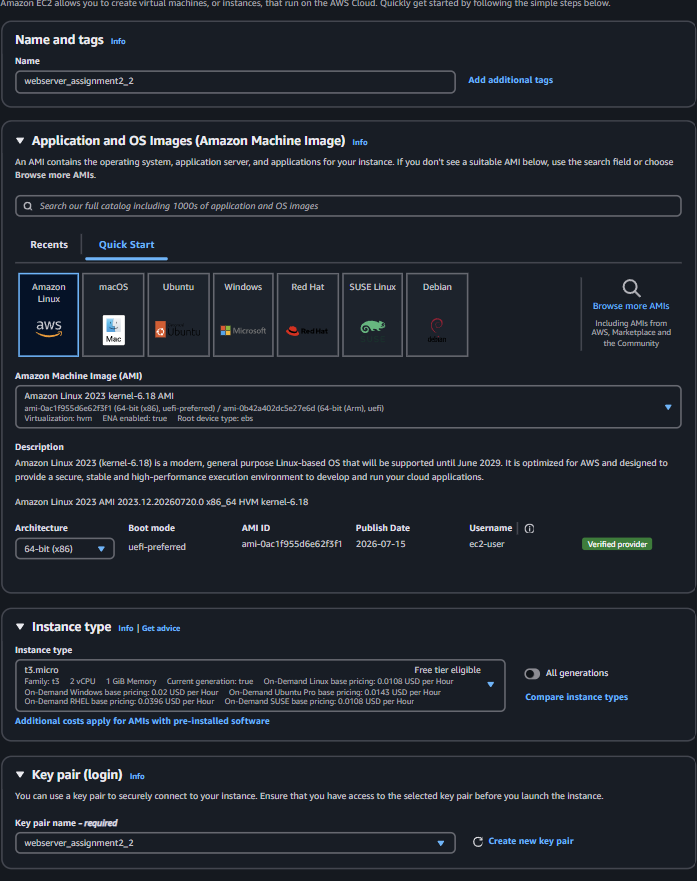 Amazon EC2 allows you to create virtual machines, or instances, that run on the AWS Cloud. Quickly get started by following the simple steps below.
Name and tags Info
Name
webserver_assignment2_2
Add additional tags
Application and OS Images (Amazon Machine Image) Info
An AMI contains the operating system, application server, and applications for your instance. If you don't see a suitable AMI below, use the search field or choose
Browse more AMIs.
Search our full catalog including 1000s of application and OS images
Recents
Quick Start
Amazon
Linux
aws
macOS
Mac
Ubuntu
Ubuntu
Windows
Microsoft
Red Hat
Red Hat
SUSE Linux
SUSE
Debian
debian
Browse more AMIs
Including AMIs from
AWS, Marketplace and
the Community
Amazon Machine Image (AMI)
Amazon Linux 2023 kernel-6.18 AMI
ami-0ac1f955d6e62f3f1 (64-bit (x86), uefi-preferred) / ami-0b42a402dc5e27e6d (64-bit (Arm), uefi)
Virtualization: hvm ENA enabled: true Root device type: ebs
Description
Amazon Linux 2023 (kernel-6.18) is a modern, general purpose Linux-based OS that will be supported until June 2029. It is optimized for AWS and designed to
provide a secure, stable and high-performance execution environment to develop and run your cloud applications.
Amazon Linux 2023 AMI 2023.12.20260720.0 x86_64 HVM kernel-6.18
Architecture
64-bit (x86)
Boot mode
uefi-preferred
AMI ID
ami-0ac1f955d6e62f3f1
Publish Date
2026-07-15
Username
ec2-user
Verified provider
Instance type Info | Get advice
Instance type
t3.micro
Free tier eligible
Family: t3 2 vCPU 1 GiB Memory Current generation: true On-Demand Linux base pricing: 0.0108 USD per Hour
On-Demand Windows base pricing: 0.02 USD per Hour On-Demand Ubuntu Pro base pricing: 0.0143 USD per Hour
On-Demand RHEL base pricing: 0.0396 USD per Hour On-Demand SUSE base pricing: 0.0108 USD per Hour
All generations
Compare instance types
Additional costs apply for AMIs with pre-installed software
Key pair (login) Info
You can use a key pair to securely connect to your instance. Ensure that you have access to the selected key pair before you launch the instance.
Key pair name - required
webserver_assignment2_2
Create new key pair